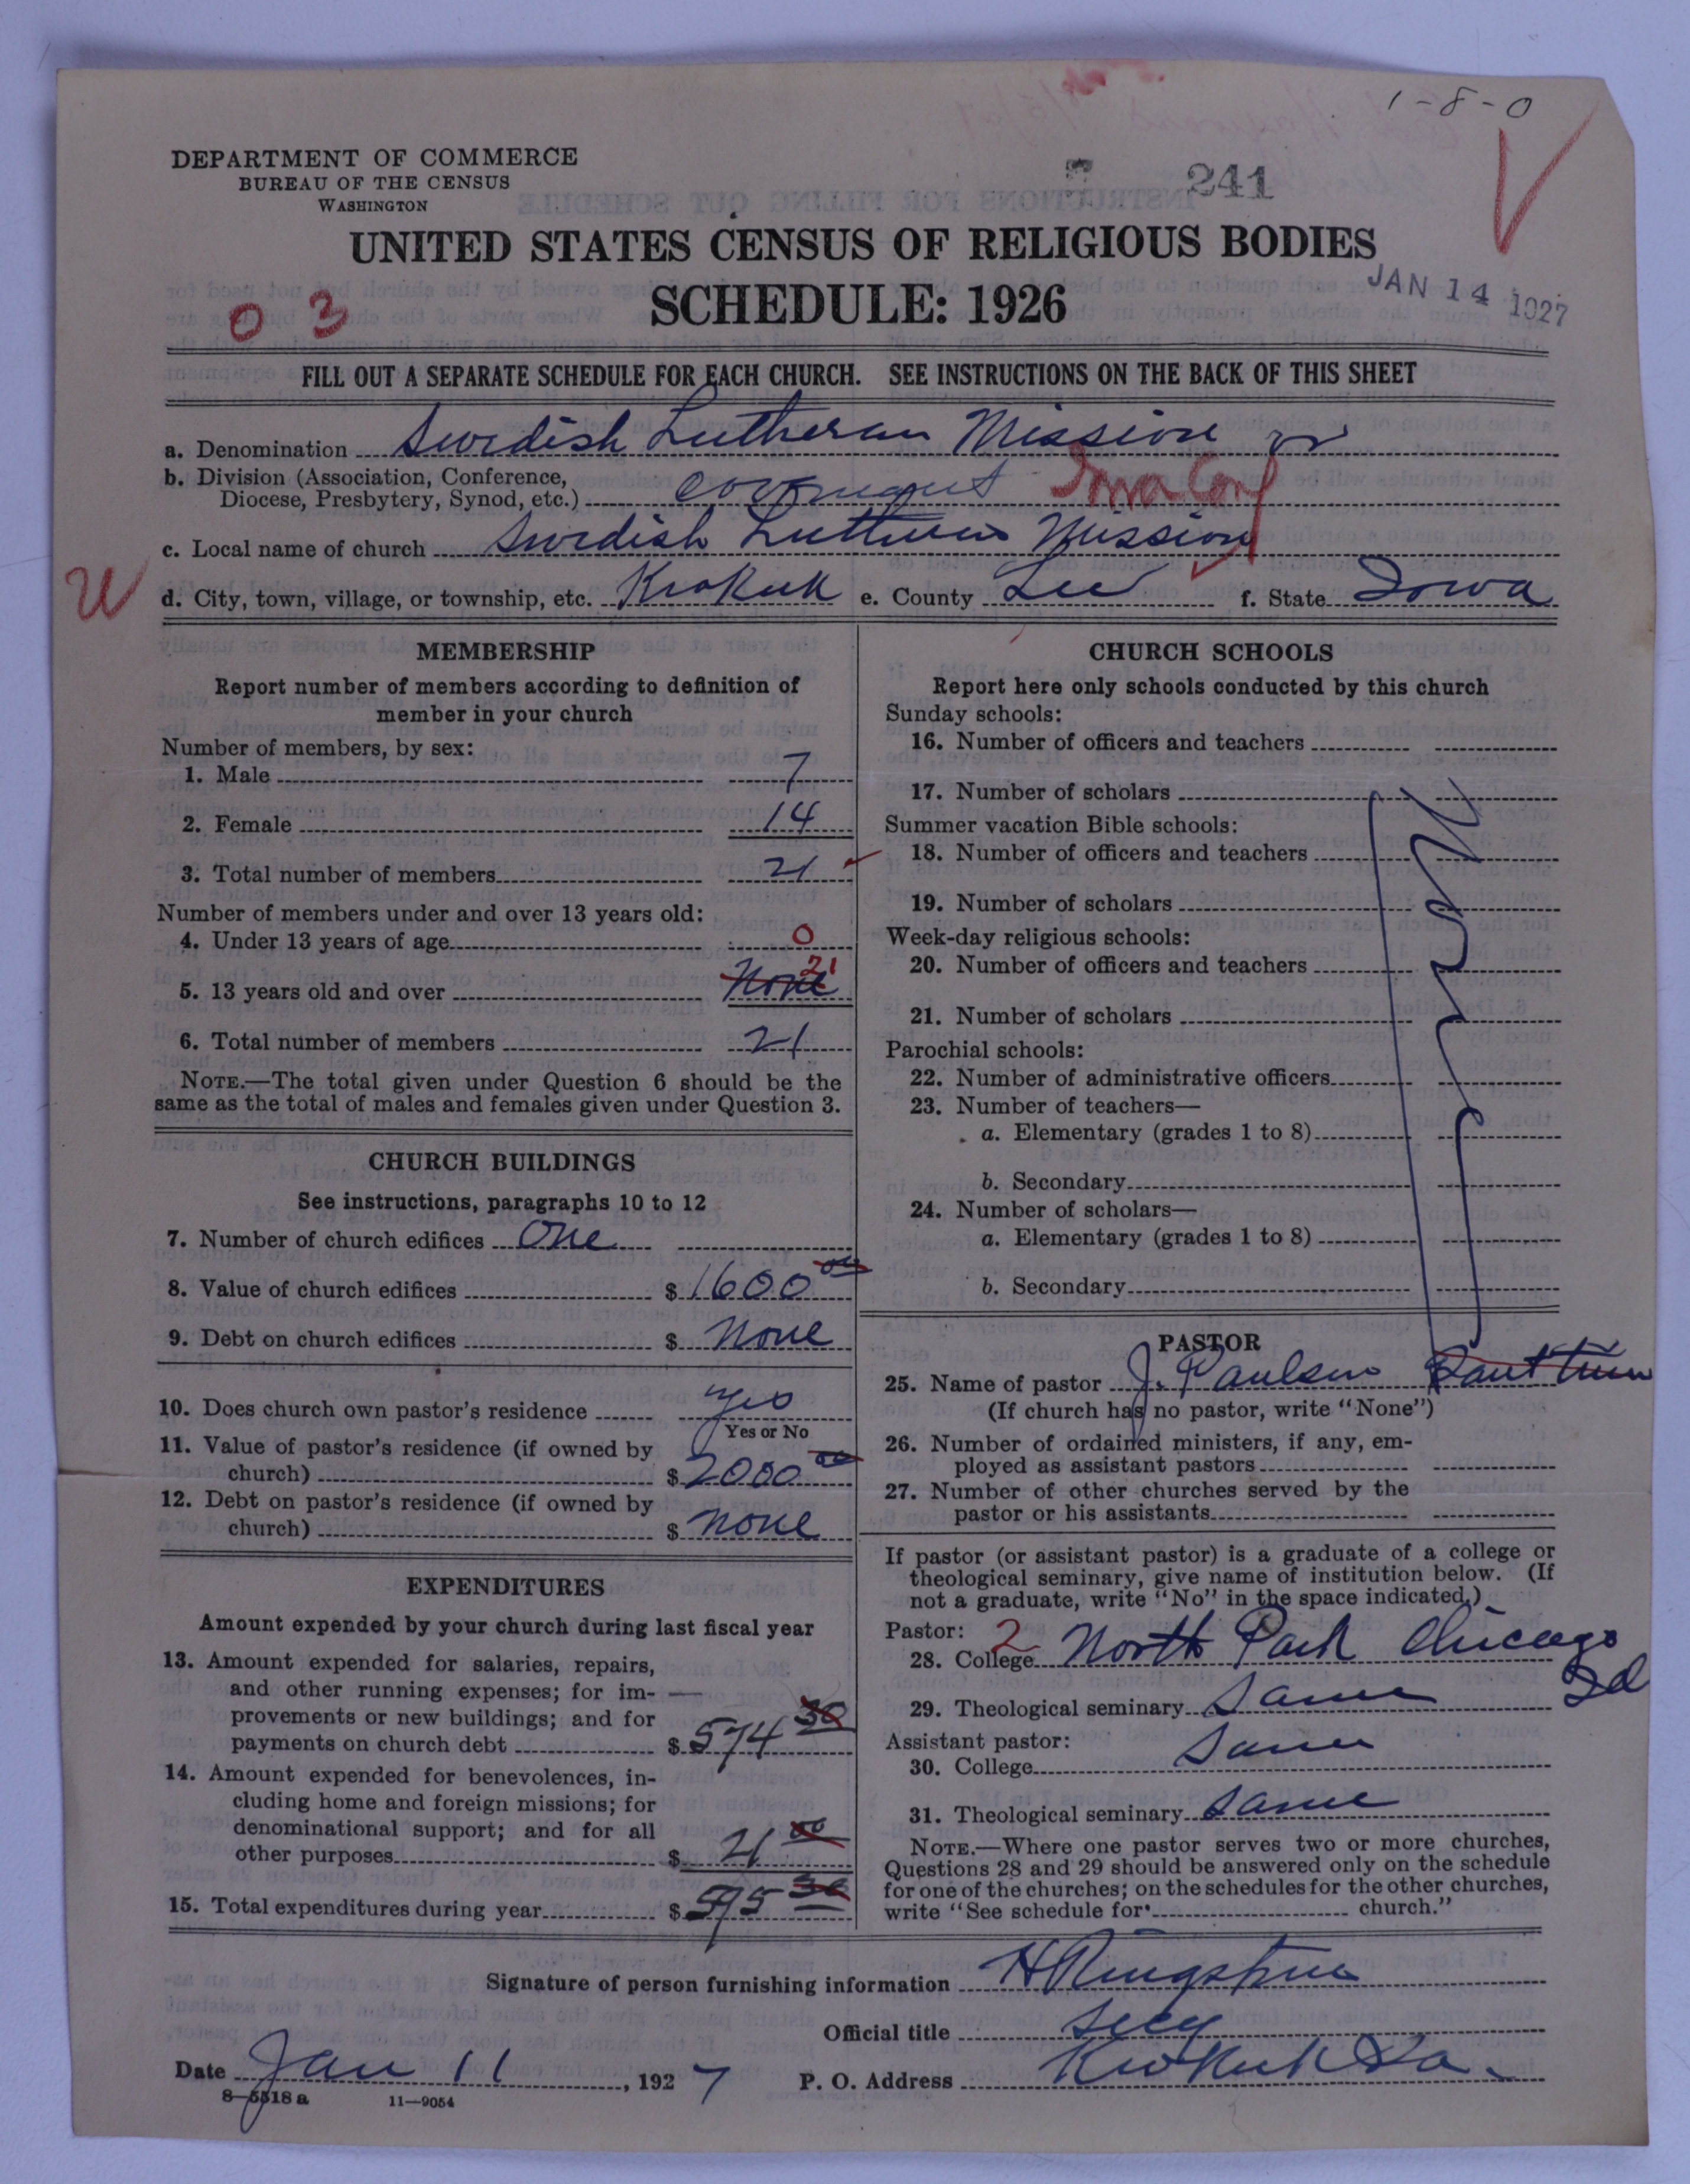 1-8-0
DEPARTMENT OF COMMERCE
BUREAU OF THE CENSUS
WASHINGTON
241
UNITED STATES CENSUS OF RELIGIOUS BODIES
SCHEDULE: 1926
JAN 14 1927
0 3
FILL OUT A SEPARATE SCHEDULE FOR EACH CHURCH. SEE INSTRUCTIONS ON THE BACK OF THIS SHEET
a. Denomination Swedish Lutheran Mission or
b. Division (Association, Conference,
Diocese, Presbytery, Synod, etc.) covenant Iowa Conf
c. Local name of church Swedish Luthern Mission
d. City, town, village, or township, etc. Keokuk e. County Lee f. State Iowa
MEMBERSHIP
Report number of members according to definition of
member in your church
Number of members, by sex:
1. Male 7
2. Female 14
3. Total number of members 21
Number of members under and over 13 years old:
4. Under 13 years of age 0
5. 13 years old and over None 21
6. Total number of members 21
NOTE.—The total given under Question 6 should be the
same as the total of males and females given under Question 3.
CHURCH BUILDINGS
See instructions, paragraphs 10 to 12
7. Number of church edifices One
8. Value of church edifices $ 1600 00
9. Debt on church edifices $ None
10. Does church own pastor's residence yes
Yes or No
11. Value of pastor's residence (if owned by
church) $ 2000 00
12. Debt on pastor's residence (if owned by
church) $ None
EXPENDITURES
Amount expended by your church during last fiscal year
13. Amount expended for salaries, repairs,
and other running expenses; for im-
provements or new buildings; and for
payments on church debt $ 574 30
14. Amount expended for benevolences, in-
cluding home and foreign missions; for
denominational support; and for all
other purposes $ 21 00
15. Total expenditures during year $ 595 30
CHURCH SCHOOLS
Report here only schools conducted by this church
Sunday schools:
16. Number of officers and teachers
17. Number of scholars
Summer vacation Bible schools:
18. Number of officers and teachers
19. Number of scholars
Week-day religious schools:
20. Number of officers and teachers
21. Number of scholars
Parochial schools:
22. Number of administrative officers
23. Number of teachers—
a. Elementary (grades 1 to 8)
b. Secondary
24. Number of scholars—
a. Elementary (grades 1 to 8)
b. Secondary
PASTOR
25. Name of pastor J. Paulson
(If church has no pastor, write "None")
26. Number of ordained ministers, if any, em-
ployed as assistant pastors
27. Number of other churches served by the
pastor or his assistants
If pastor (or assistant pastor) is a graduate of a college or
theological seminary, give name of institution below. (If
not a graduate, write "No" in the space indicated.)
Pastor: 2
28. College North Park Chicago
29. Theological seminary Same
Assistant pastor:
30. College Same
31. Theological seminary Same
NOTE.—Where one pastor serves two or more churches,
Questions 28 and 29 should be answered only on the schedule
for one of the churches; on the schedules for the other churches,
write "See schedule for church."
Signature of person furnishing information
Official title Secy
Date Jan 11, 1927 P. O. Address Keokuk Ia.
8-5518 a 11-9054